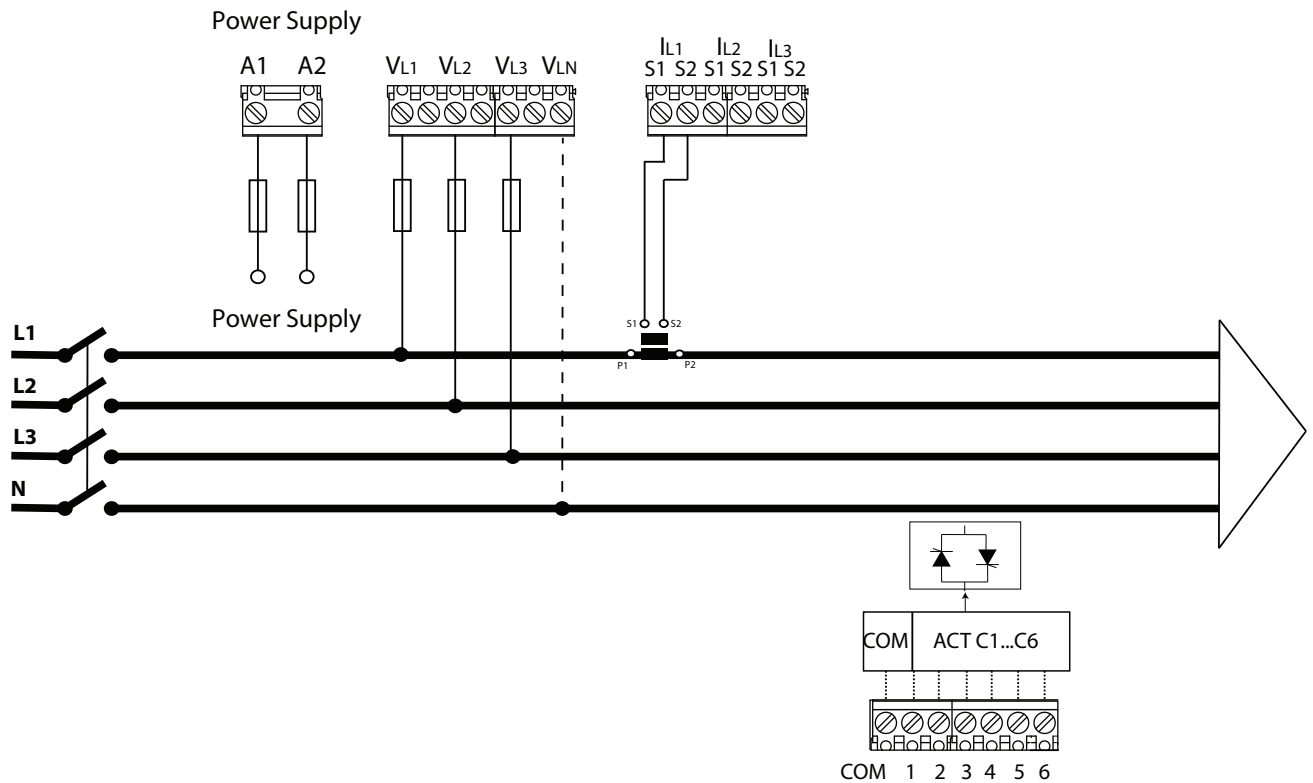 Power Supply
A1 A2
VL1 VL2 VL3 VLN
IL1 IL2 IL3
S1 S2 S1 S2 S1 S2
Power Supply
S1 S2
P1 P2
L1
L2
L3
N
COM ACT C1...C6
COM 1 2 3 4 5 6